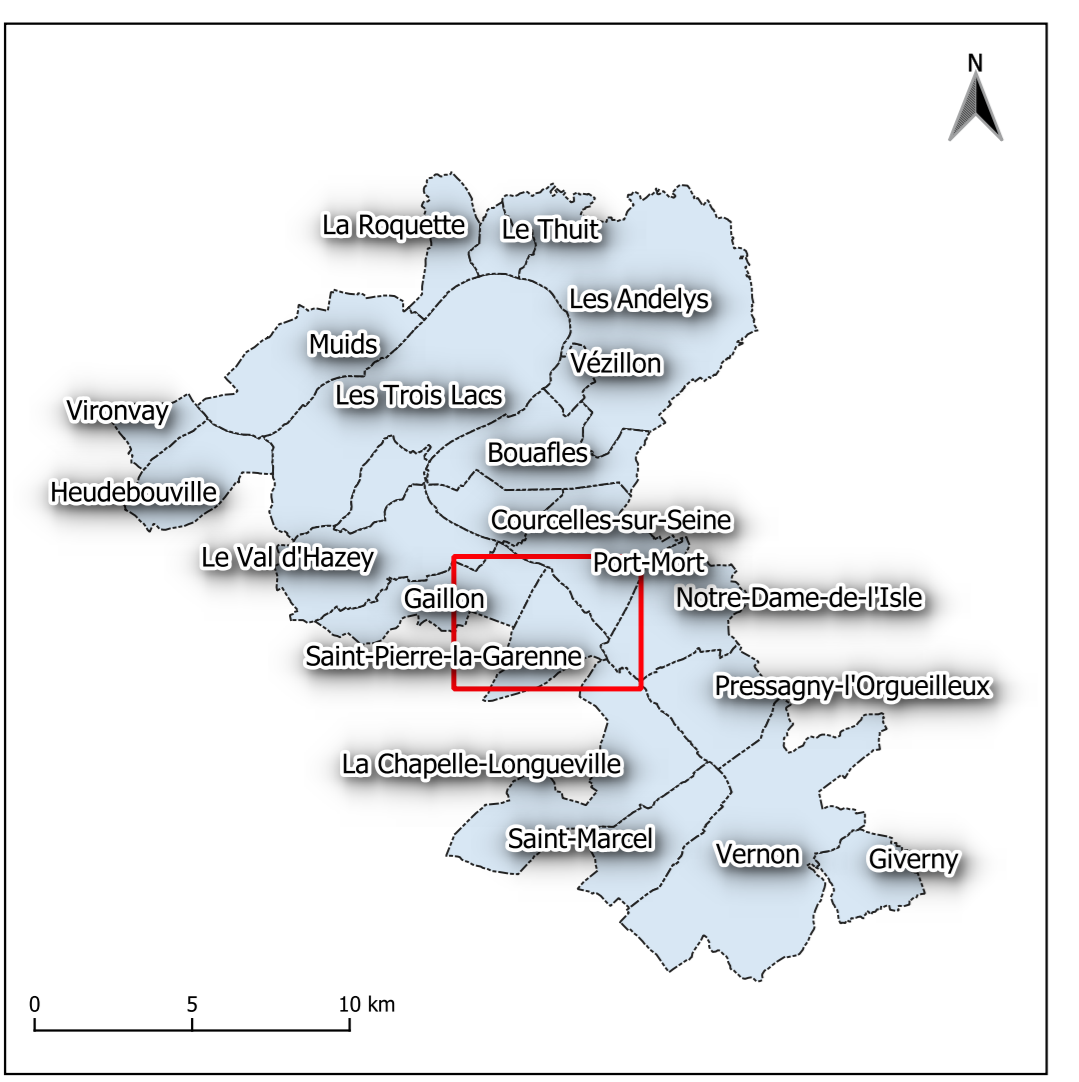 N
La Roquette
Le Thuit
Les Andelys
Muids
Vézillon
Les Trois Lacs
Vironvay
Bouafles
Heudebouville
Courcelles-sur-Seine
Le Val d'Hazey
Port-Mort
Gaillon
Notre-Dame-de-l'Isle
Saint-Pierre-la-Garenne
Pressagny-l'Orgueilleux
La Chapelle-Longueville
Saint-Marcel
Vernon
Giverny
0 5 10 km